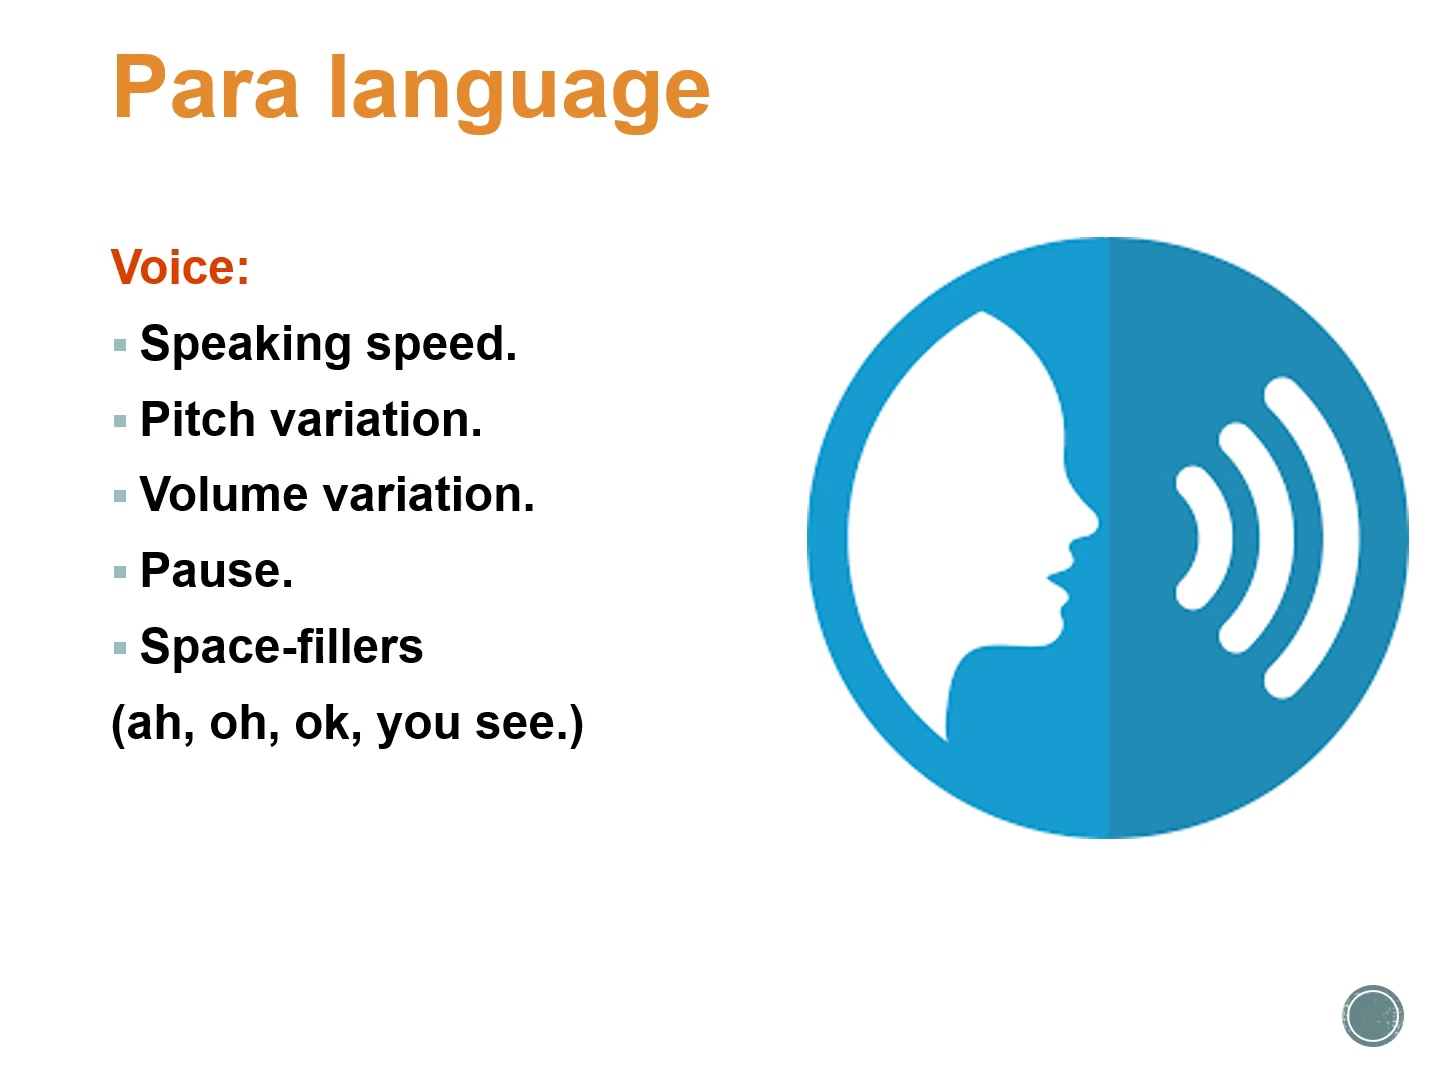 Para language
Voice:
▪ Speaking speed.
▪ Pitch variation.
▪ Volume variation.
▪ Pause.
▪ Space-fillers
(ah, oh, ok, you see.)